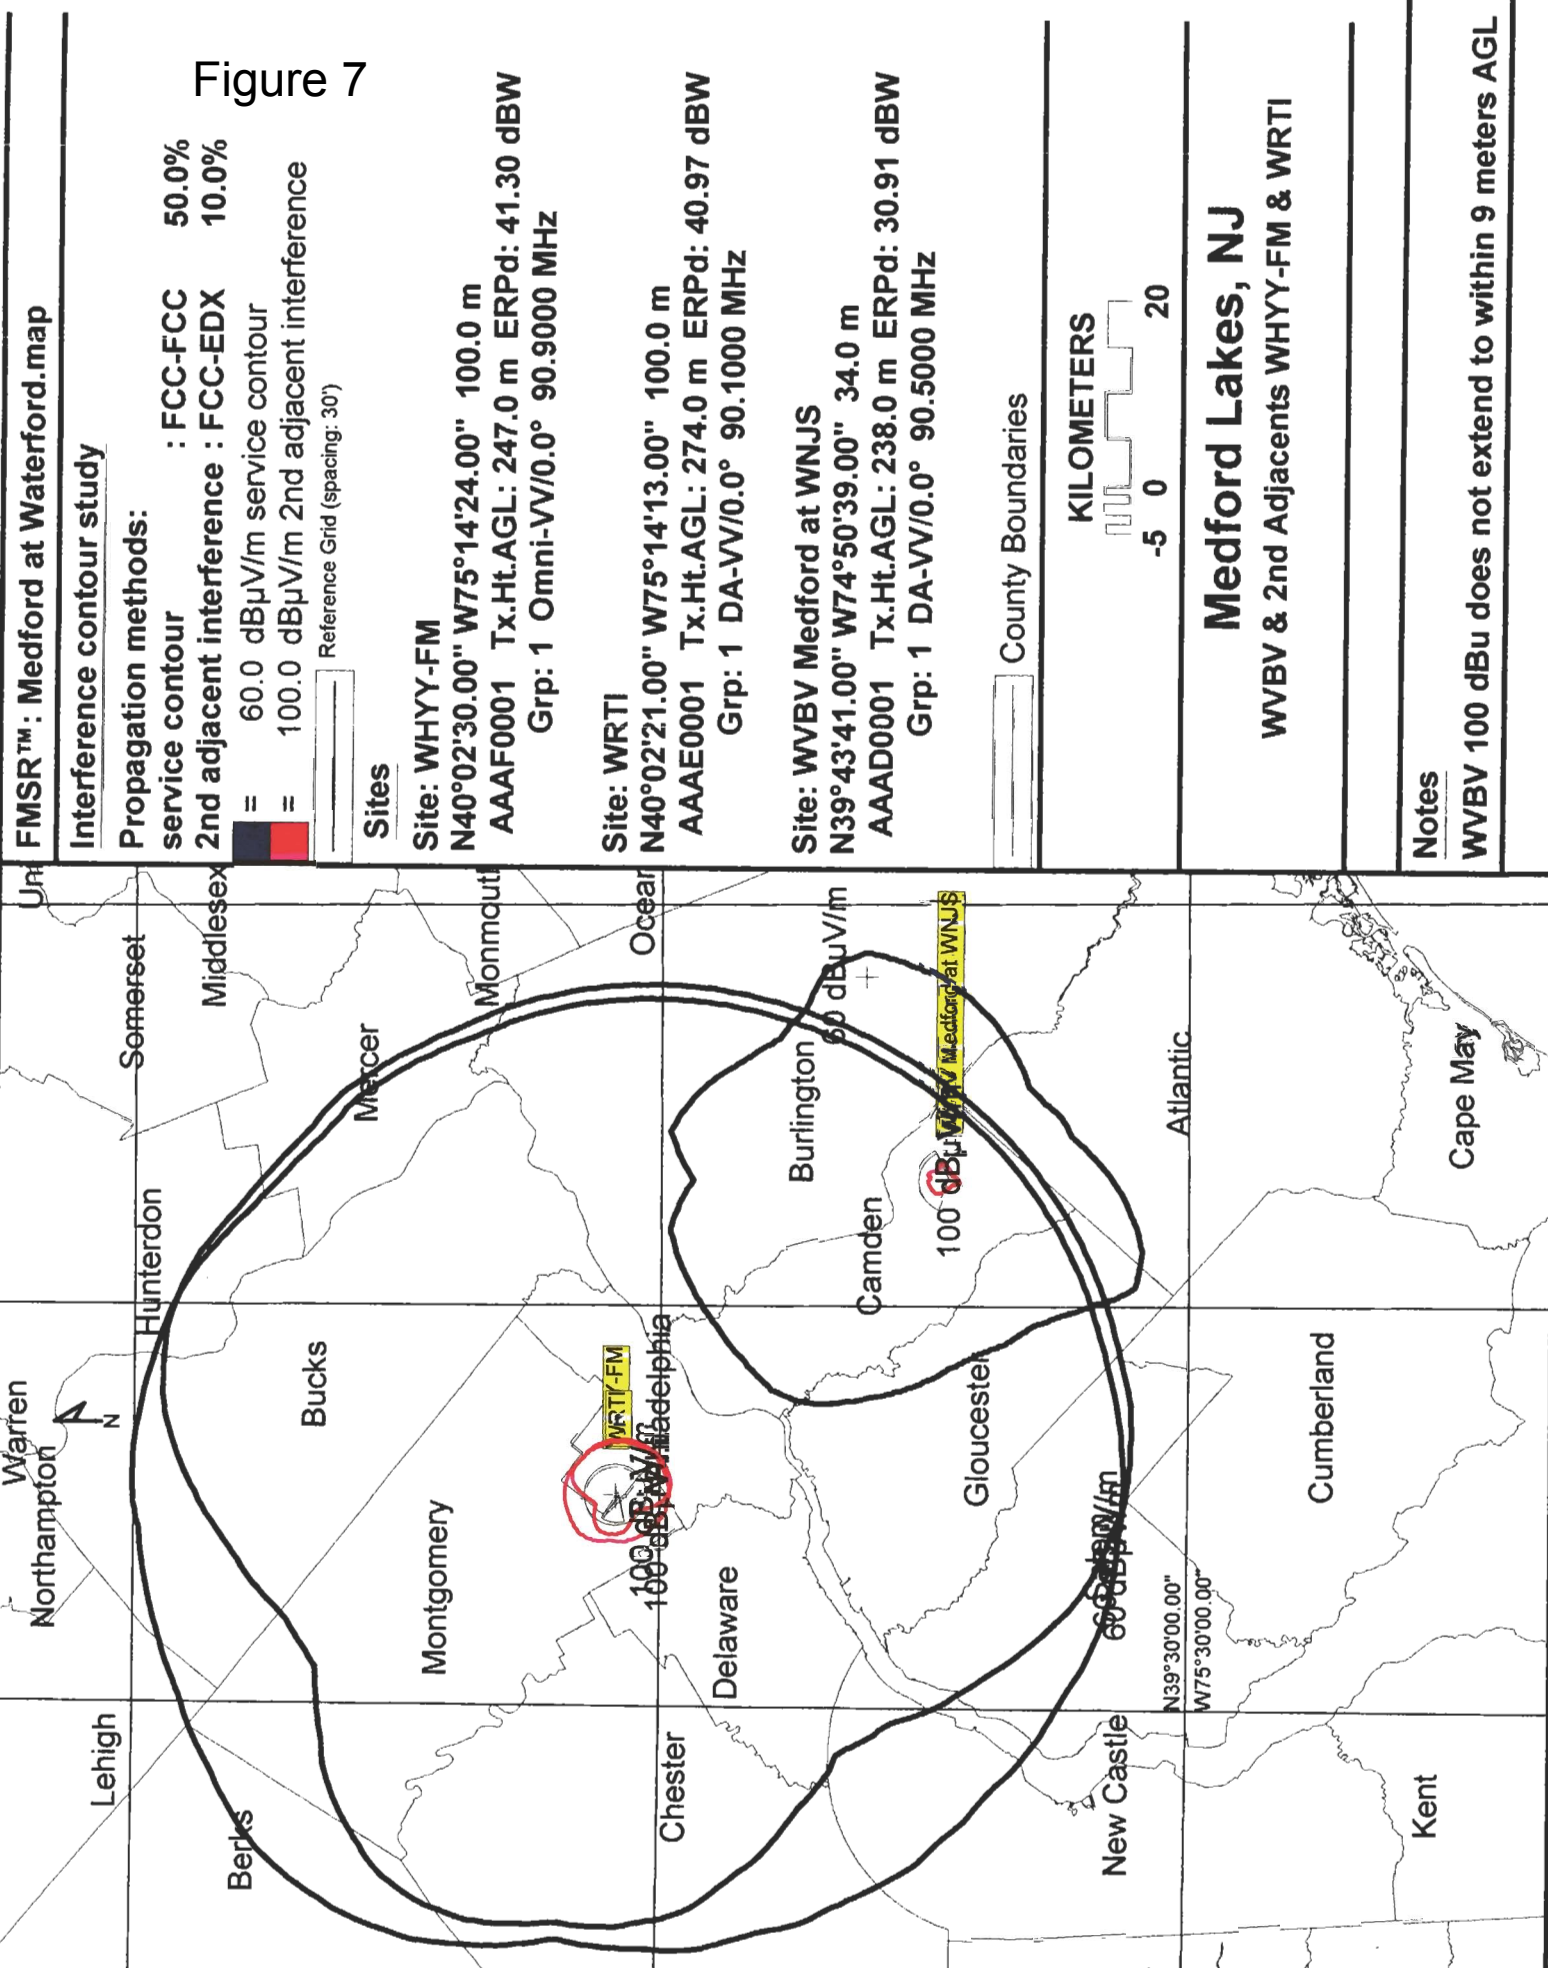 Figure 7
FMSR™: Medford at Waterford.map
Interference contour study
Propagation methods:
service contour : FCC-FCC 50.0%
2nd adjacent interference : FCC-EDX 10.0%
= 60.0 dBµV/m service contour
= 100.0 dBµV/m 2nd adjacent interference
Reference Grid (spacing: 30')
Sites
Site: WHYY-FM
N40°02'30.00" W75°14'24.00" 100.0 m
AAAF0001 Tx.Ht.AGL: 247.0 m ERPd: 41.30 dBW
Grp: 1 Omni-VV/0.0° 90.9000 MHz
Site: WRTI
N40°02'21.00" W75°14'13.00" 100.0 m
AAAE0001 Tx.Ht.AGL: 274.0 m ERPd: 40.97 dBW
Grp: 1 DA-VV/0.0° 90.1000 MHz
Site: WVBV Medford at WNJS
N39°43'41.00" W74°50'39.00" 34.0 m
AAAD0001 Tx.Ht.AGL: 238.0 m ERPd: 30.91 dBW
Grp: 1 DA-VV/0.0° 90.5000 MHz
County Boundaries
KILOMETERS
-5 0 20
Medford Lakes, NJ
WVBV & 2nd Adjacents WHYY-FM & WRTI
Notes
WVBV 100 dBu does not extend to within 9 meters AGL
Lehigh
Northampton
Warren
Hunterdon
Somerset
Middlesex
Berks
Bucks
Mercer
N
Montgomery
Monmouth
Chester
Delaware
Ocean
-FM
Burlington
60 dBuV/m
Camden
100 dBµ
Medford at WNJS
Gloucester
New Castle
N39°30'00.00"
W75°30'00.00"
Atlantic
Kent
Cumberland
Cape May